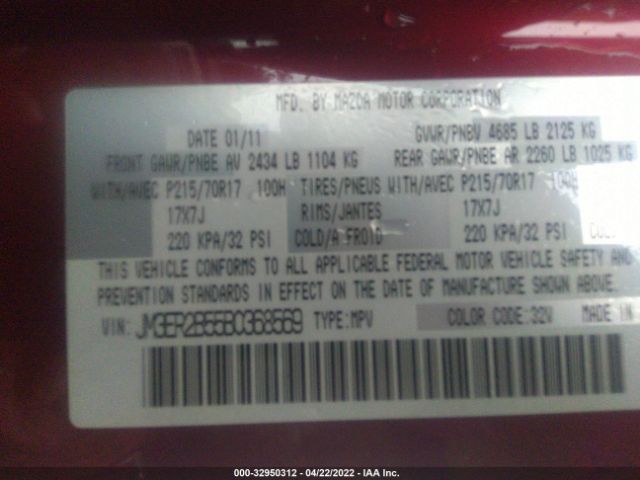 MFD. BY MAZDA MOTOR CORPORATION
DATE 01/11 GVWR/PNBV 4685 LB 2125 KG
FRONT GAWR/PNBE AV 2434 LB 1104 KG REAR GAWR/PNBE AR 2260 LB 1025 KG
WITH/AVEC P215/70R17 100H TIRES/PNEUS WITH/AVEC P215/70R17 100H
17X7J RIMS/JANTES 17X7J
220 KPA/32 PSI COLD/A FROID 220 KPA/32 PSI
THIS VEHICLE CONFORMS TO ALL APPLICABLE FEDERAL MOTOR VEHICLE SAFETY AND
PREVENTION STANDARDS IN EFFECT ON THE DATE OF MANUFACTURE SHOWN ABOVE.
VIN: JM3ER2B55B0368569 TYPE:MPV COLOR CODE:32V MADE IN
000-32950312 - 04/22/2022 - IAA Inc.